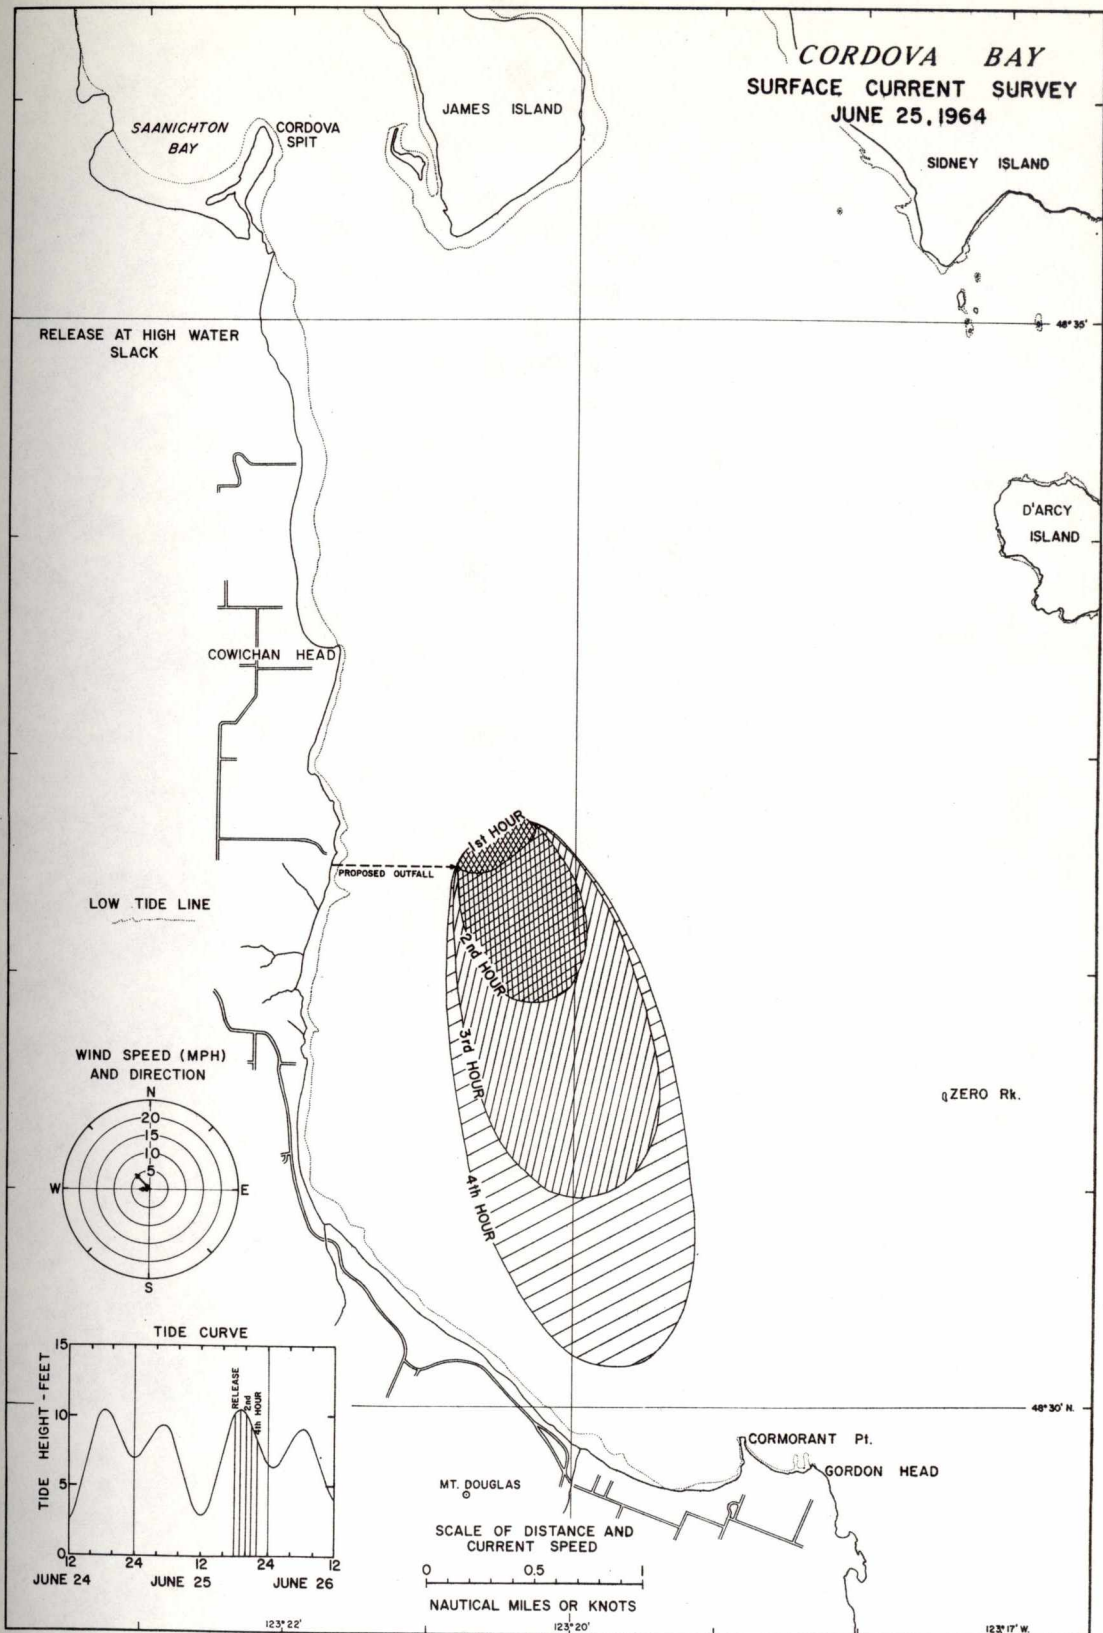 CORDOVA BAY
SURFACE CURRENT SURVEY
JUNE 25, 1964
SAANICHTON
BAY
CORDOVA
SPIT
JAMES ISLAND
SIDNEY ISLAND
48° 35'
RELEASE AT HIGH WATER
SLACK
D'ARCY
ISLAND
COWICHAN HEAD
1st HOUR
PROPOSED OUTFALL
LOW TIDE LINE
2nd HOUR
3rd HOUR
4th HOUR
ZERO Rk.
WIND SPEED (MPH)
AND DIRECTION
N
20
15
10
5
W
E
S
TIDE CURVE
TIDE HEIGHT - FEET
15
10
5
0
RELEASE
2nd
4th HOUR
12
24
12
24
12
JUNE 24
JUNE 25
JUNE 26
48° 30' N.
CORMORANT Pt.
GORDON HEAD
MT. DOUGLAS
SCALE OF DISTANCE AND
CURRENT SPEED
0
0.5
1
NAUTICAL MILES OR KNOTS
123° 22'
123° 20'
123° 17' W.